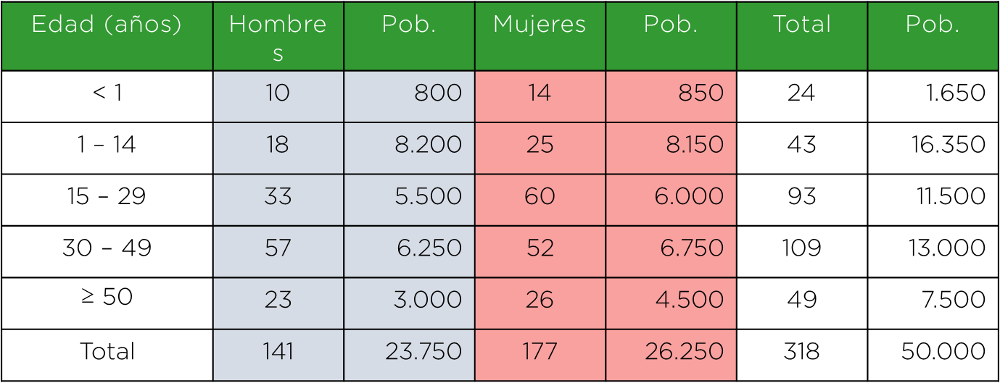 Edad (años) Hombre Pob. Mujeres Pob. Total Pob.
s
< 1 10 800 14 850 24 1.650
1 – 14 18 8.200 25 8.150 43 16.350
15 – 29 33 5.500 60 6.000 93 11.500
30 – 49 57 6.250 52 6.750 109 13.000
≥ 50 23 3.000 26 4.500 49 7.500
Total 141 23.750 177 26.250 318 50.000